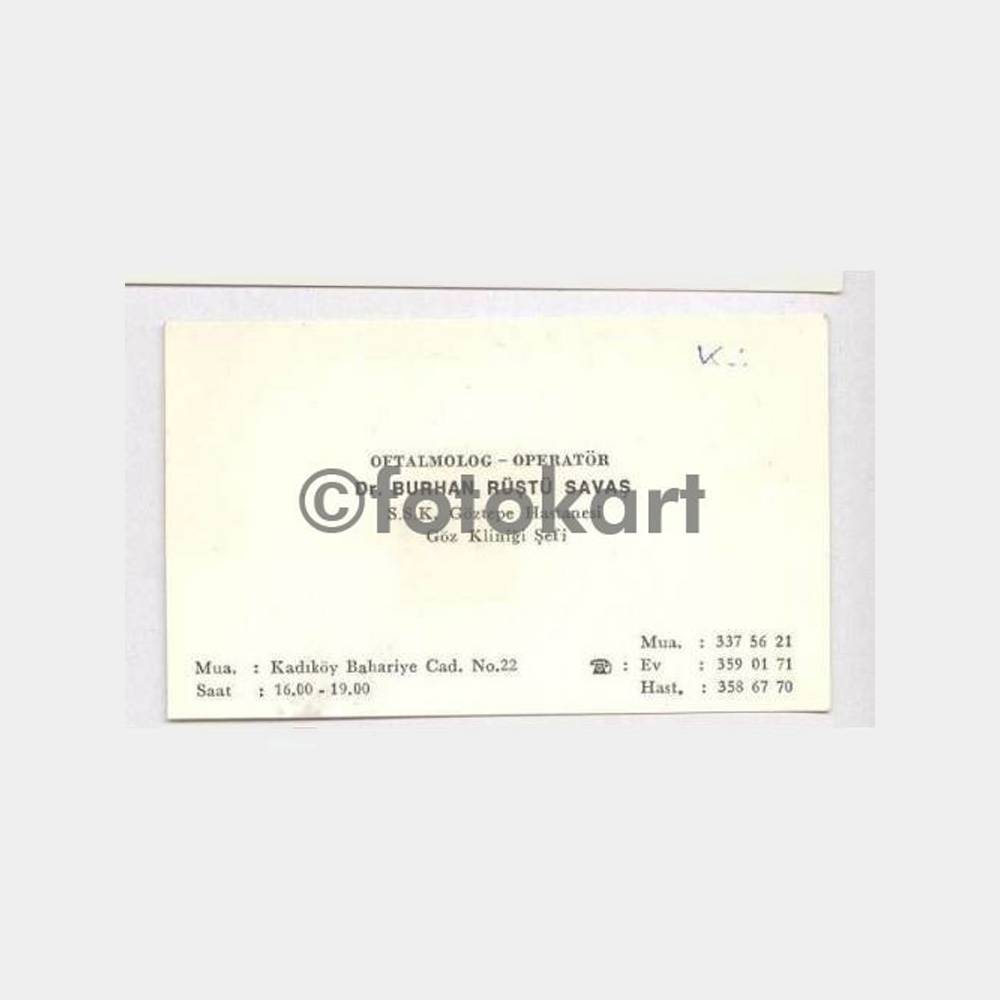 OFTALMOLOG – OPERATÖR
Dr. BURHAN RÜŞTÜ SAVAŞ
S.S.K. Göztepe Hastanesi
Göz Kliniği Şefi
©fotokart
Mua. : 337 56 21
Mua. : Kadıköy Bahariye Cad. No.22 ☎ : Ev : 359 01 71
Saat : 16.00 - 19.00 Hast. : 358 67 70